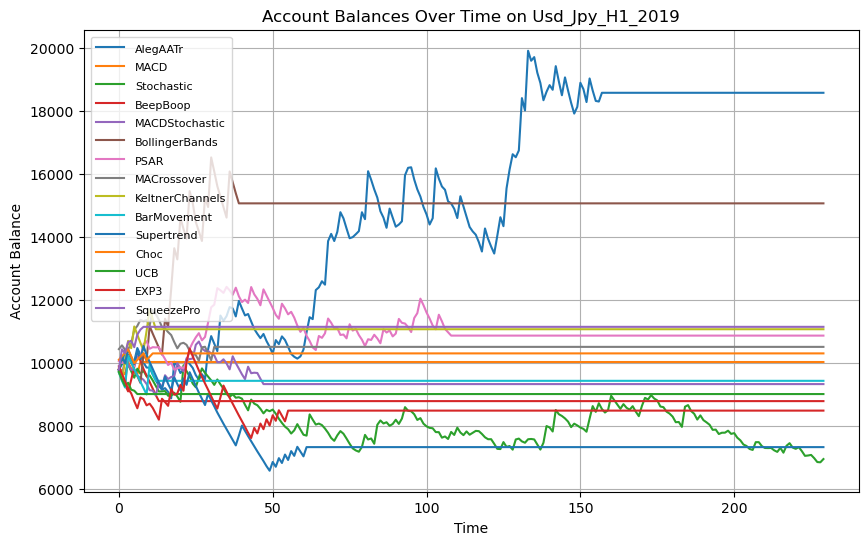 Account Balances Over Time on Usd_Jpy_H1_2019
20000
18000
16000
14000
12000
10000
8000
6000
Account Balance
AlegAATr
MACD
Stochastic
BeepBoop
MACDStochastic
BollingerBands
PSAR
MACrossover
KeltnerChannels
BarMovement
Supertrend
Choc
UCB
EXP3
SqueezePro
0 50 100 150 200
Time